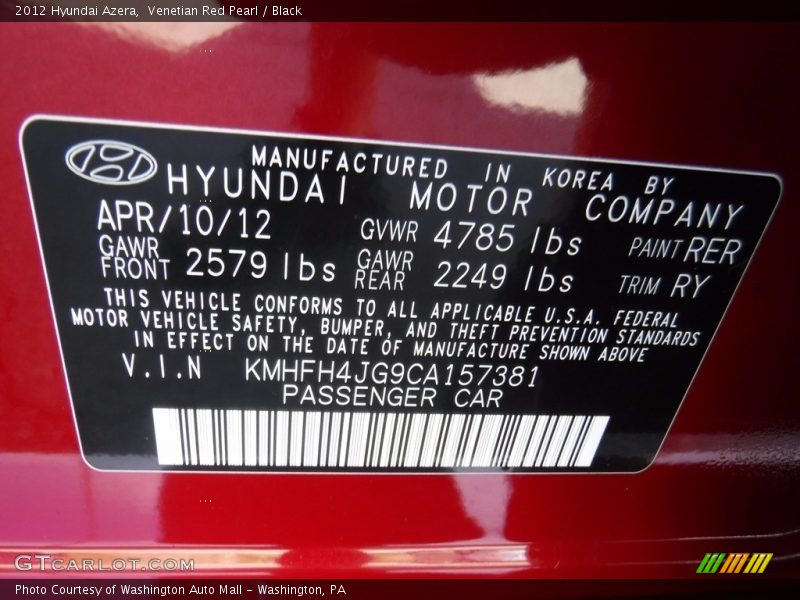 2012 Hyundai Azera, Venetian Red Pearl / Black
MANUFACTURED IN KOREA BY
HYUNDAI MOTOR COMPANY
APR/10/12 GVWR 4785 lbs PAINT RER
GAWR FRONT 2579 lbs GAWR REAR 2249 lbs TRIM RY
THIS VEHICLE CONFORMS TO ALL APPLICABLE U.S.A. FEDERAL
MOTOR VEHICLE SAFETY, BUMPER, AND THEFT PREVENTION STANDARDS
IN EFFECT ON THE DATE OF MANUFACTURE SHOWN ABOVE
V.I.N KMHFH4JG9CA157381
PASSENGER CAR
GTCARLOT.COM
Photo Courtesy of Washington Auto Mall - Washington, PA